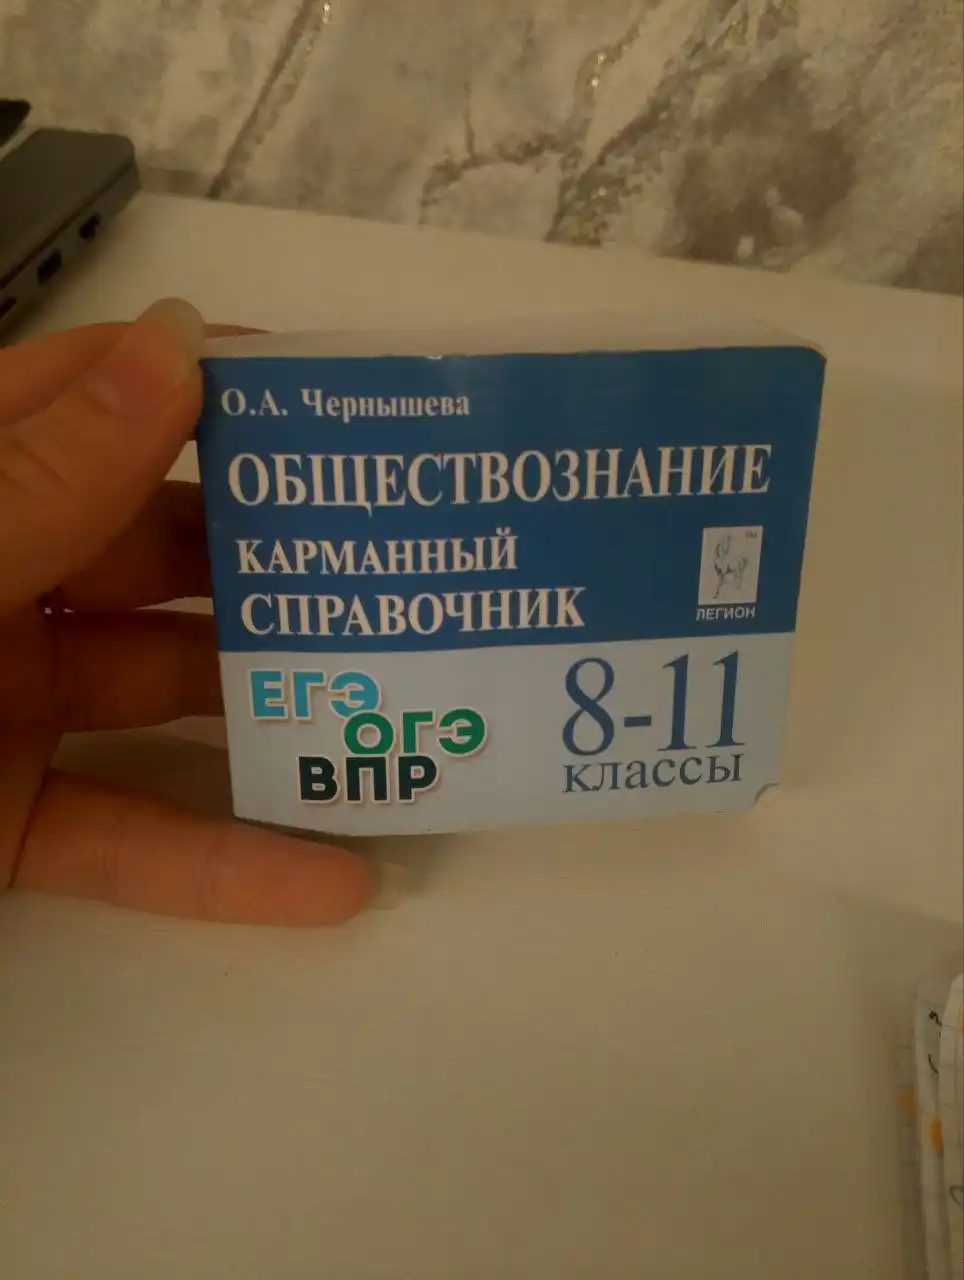 О.А. Чернышева
ОБЩЕСТВОЗНАНИЕ
КАРМАННЫЙ
СПРАВОЧНИК
ЛЕГИОН
ЕГЭ
ОГЭ
ВПР
8-11
классы